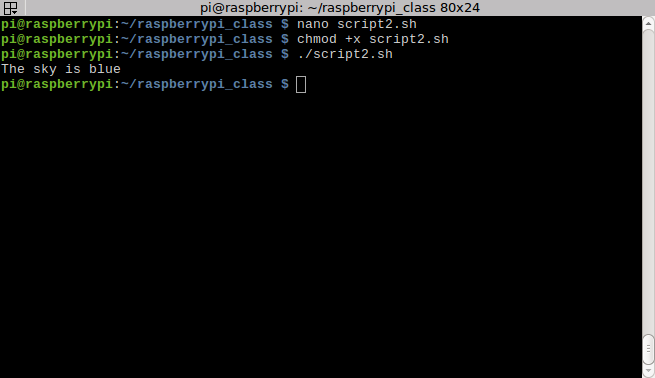 pi@raspberrypi: ~/raspberrypi_class 80x24
pi@raspberrypi:~/raspberrypi_class $ nano script2.sh
pi@raspberrypi:~/raspberrypi_class $ chmod +x script2.sh
pi@raspberrypi:~/raspberrypi_class $ ./script2.sh
The sky is blue
pi@raspberrypi:~/raspberrypi_class $